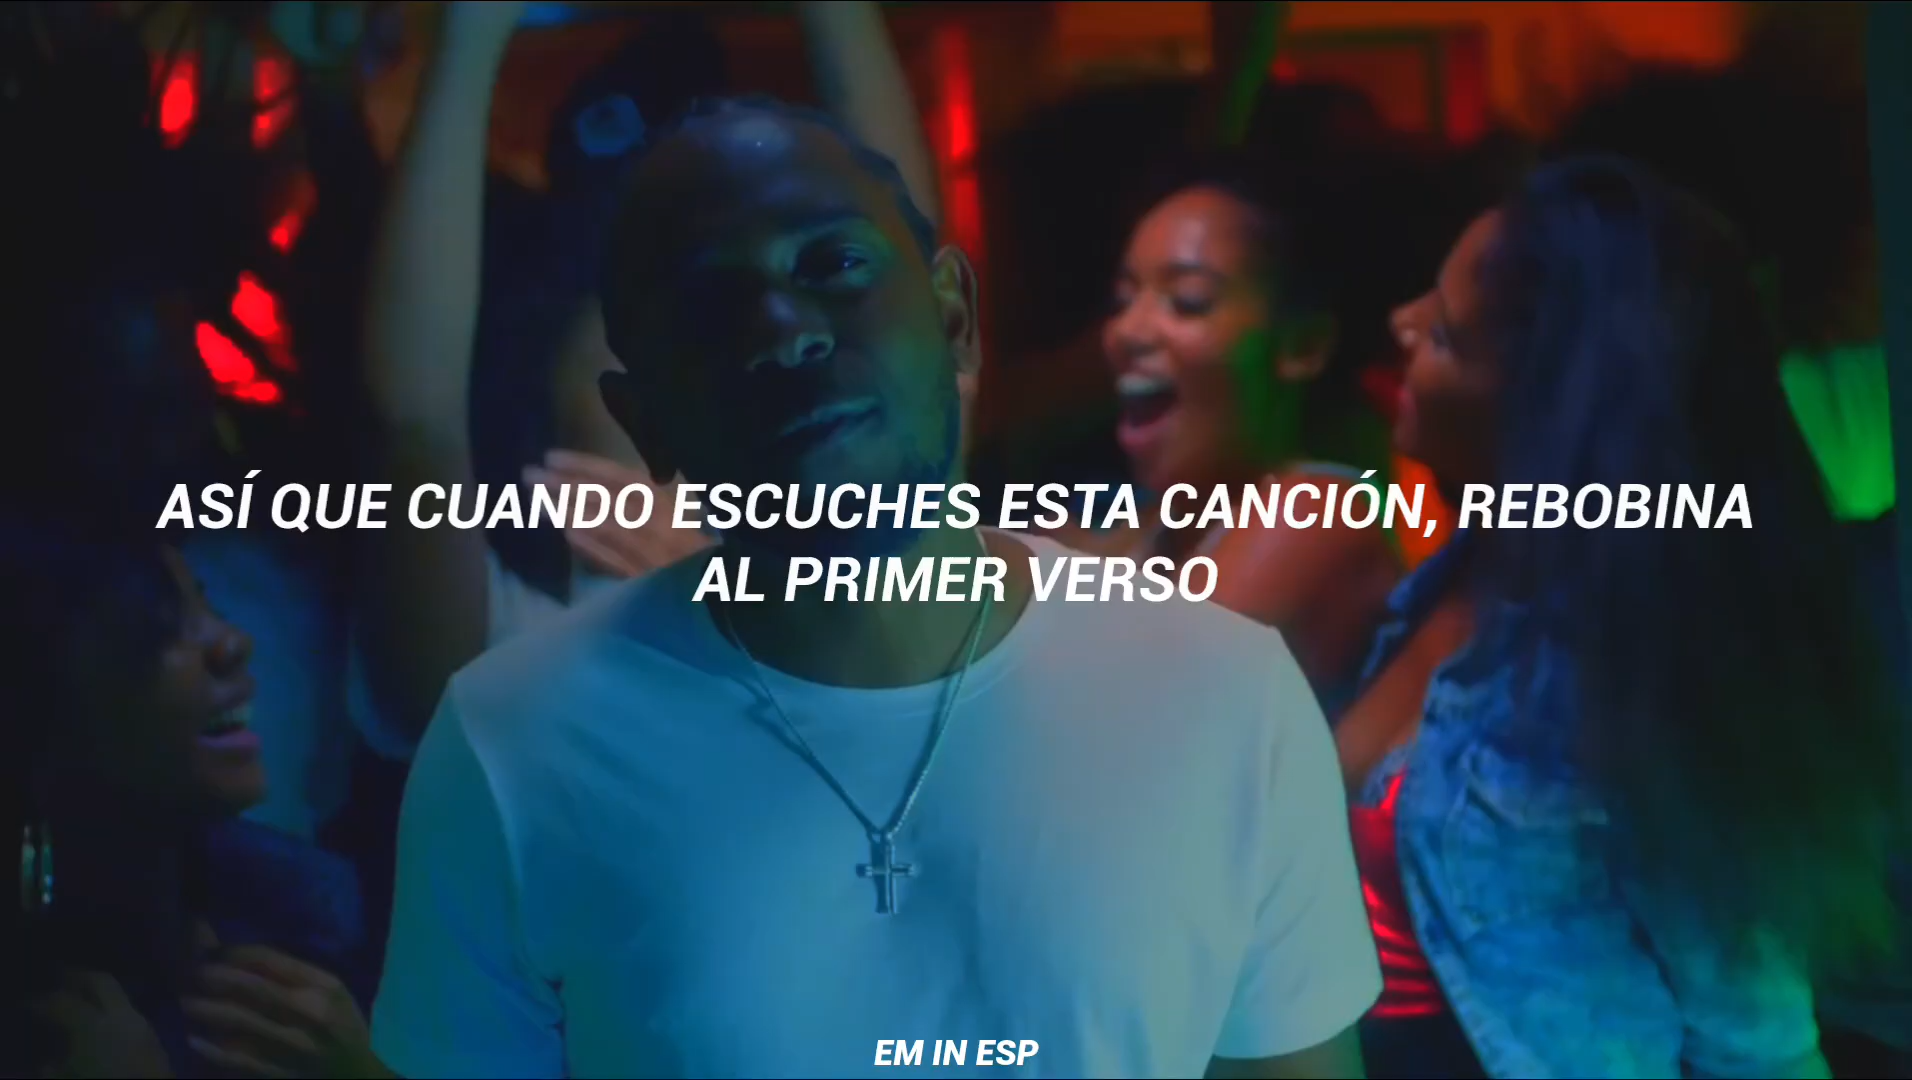 ASÍ QUE CUANDO ESCUCHES ESTA CANCIÓN, REBOBINA
AL PRIMER VERSO
EM IN ESP